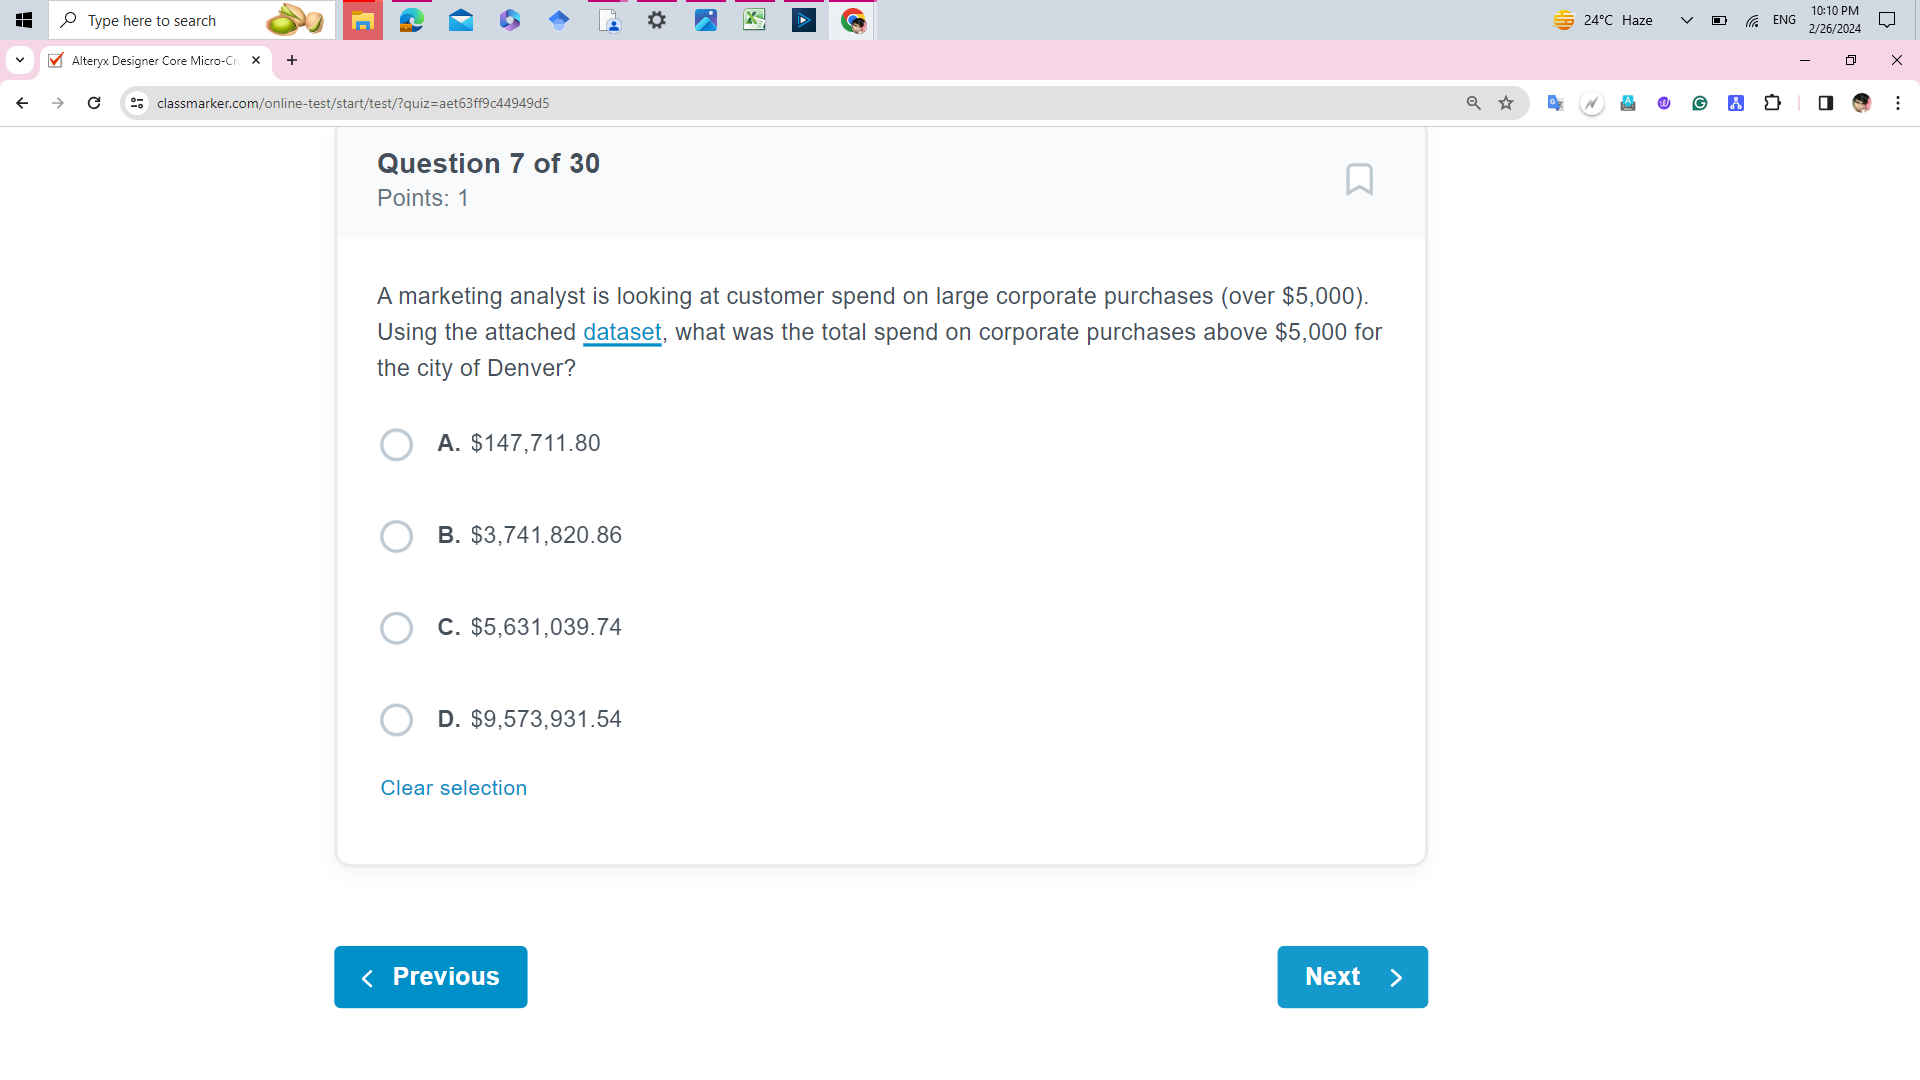 Type here to search
24°C Haze
ENG
10:10 PM
2/26/2024
Alteryx Designer Core Micro-Cr
classmarker.com/online-test/start/test/?quiz=aet63ff9c44949d5
Question 7 of 30
Points: 1
A marketing analyst is looking at customer spend on large corporate purchases (over $5,000).
Using the attached dataset, what was the total spend on corporate purchases above $5,000 for
the city of Denver?
A. $147,711.80
B. $3,741,820.86
C. $5,631,039.74
D. $9,573,931.54
Clear selection
Previous
Next